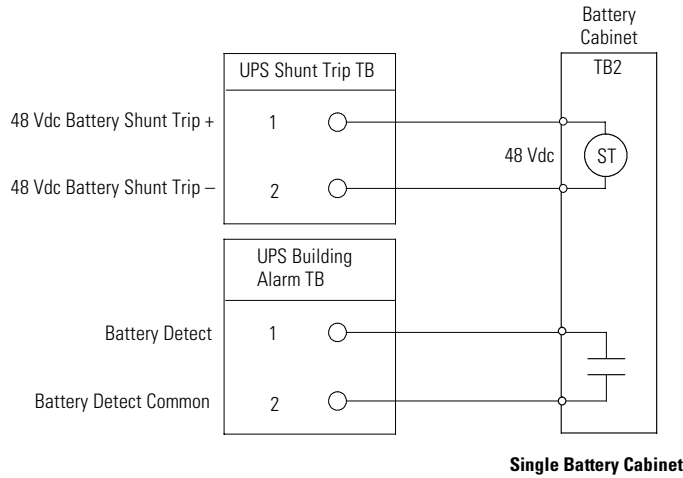 Battery
Cabinet
UPS Shunt Trip TB
TB2
48 Vdc Battery Shunt Trip +
1
48 Vdc
ST
48 Vdc Battery Shunt Trip –
2
UPS Building
Alarm TB
Battery Detect
1
Battery Detect Common
2
Single Battery Cabinet